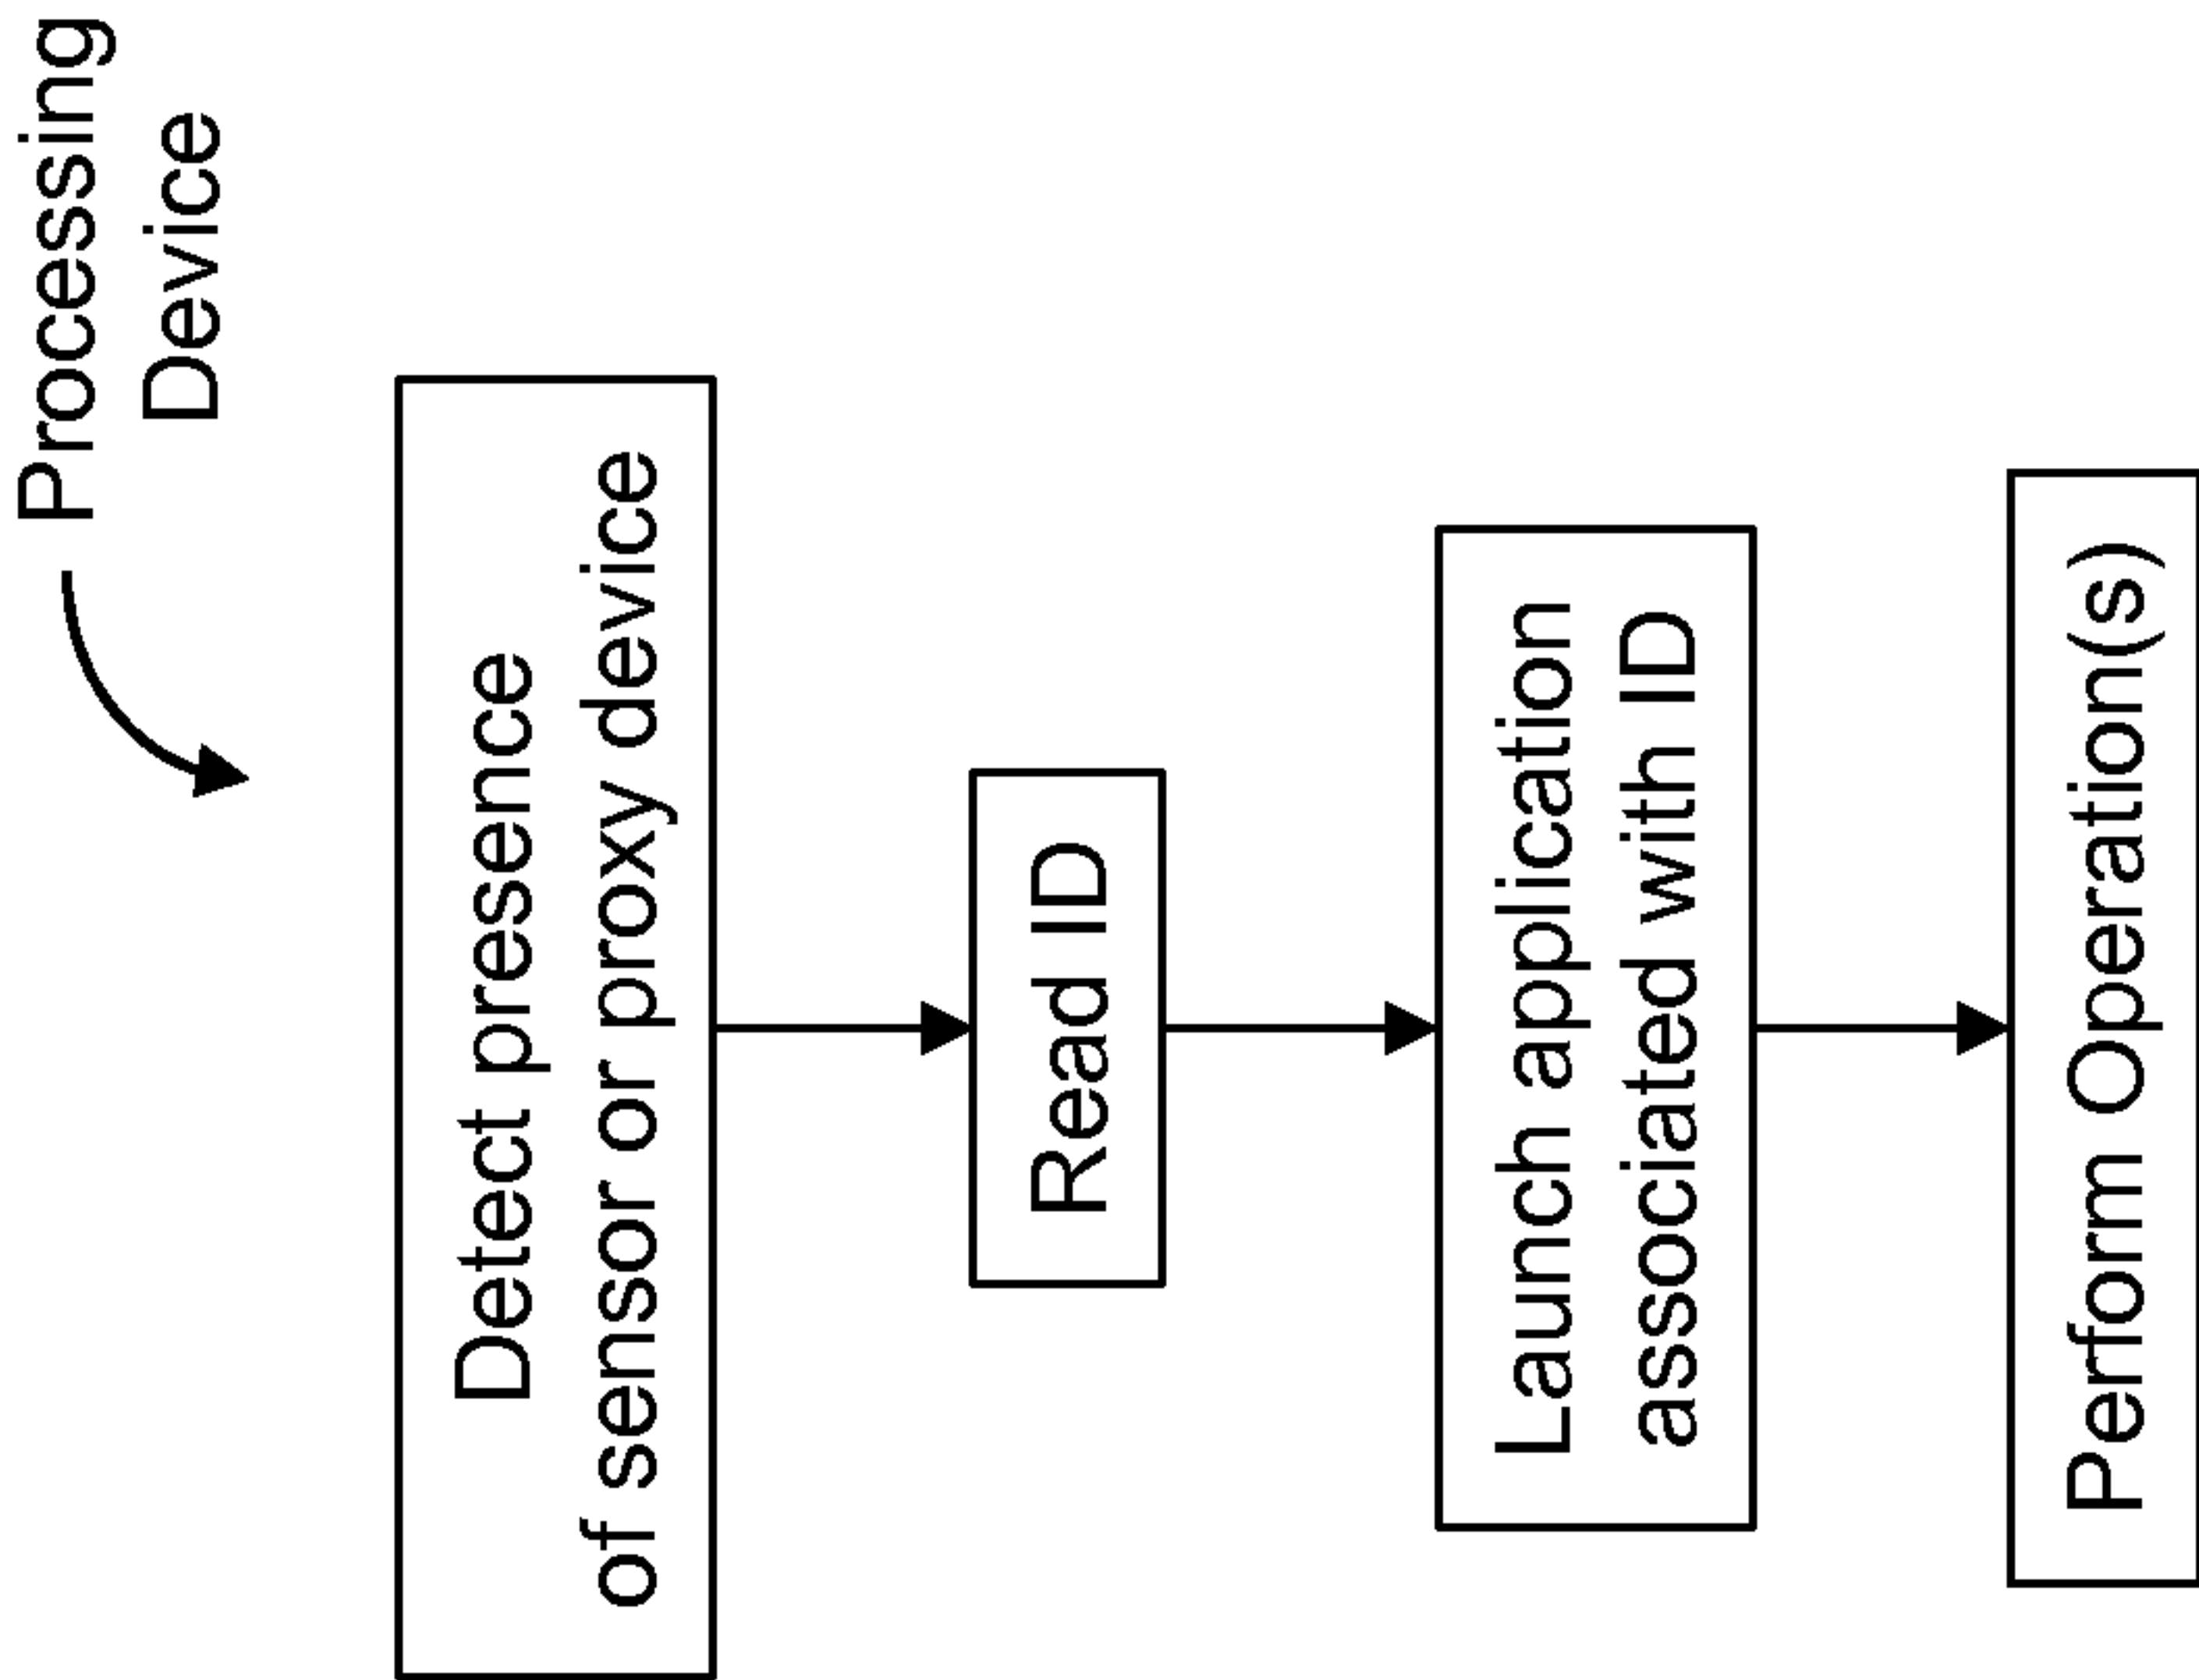 Processing
Device
Detect presence
of sensor or proxy device
Read ID
Launch application
associated with ID
Perform Operation(s)